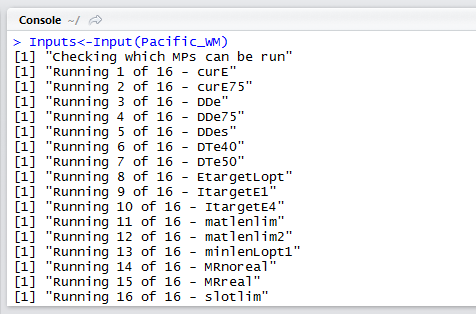 Console ~/
> Inputs<-Input(Pacific_WM)
[1] "Checking which MPs can be run"
[1] "Running 1 of 16 - curE"
[1] "Running 2 of 16 - curE75"
[1] "Running 3 of 16 - DDe"
[1] "Running 4 of 16 - DDe75"
[1] "Running 5 of 16 - DDes"
[1] "Running 6 of 16 - DTe40"
[1] "Running 7 of 16 - DTe50"
[1] "Running 8 of 16 - EtargetLopt"
[1] "Running 9 of 16 - ItargetE1"
[1] "Running 10 of 16 - ItargetE4"
[1] "Running 11 of 16 - matlenlim"
[1] "Running 12 of 16 - matlenlim2"
[1] "Running 13 of 16 - minlenLopt1"
[1] "Running 14 of 16 - MRnoreal"
[1] "Running 15 of 16 - MRreal"
[1] "Running 16 of 16 - slotlim"